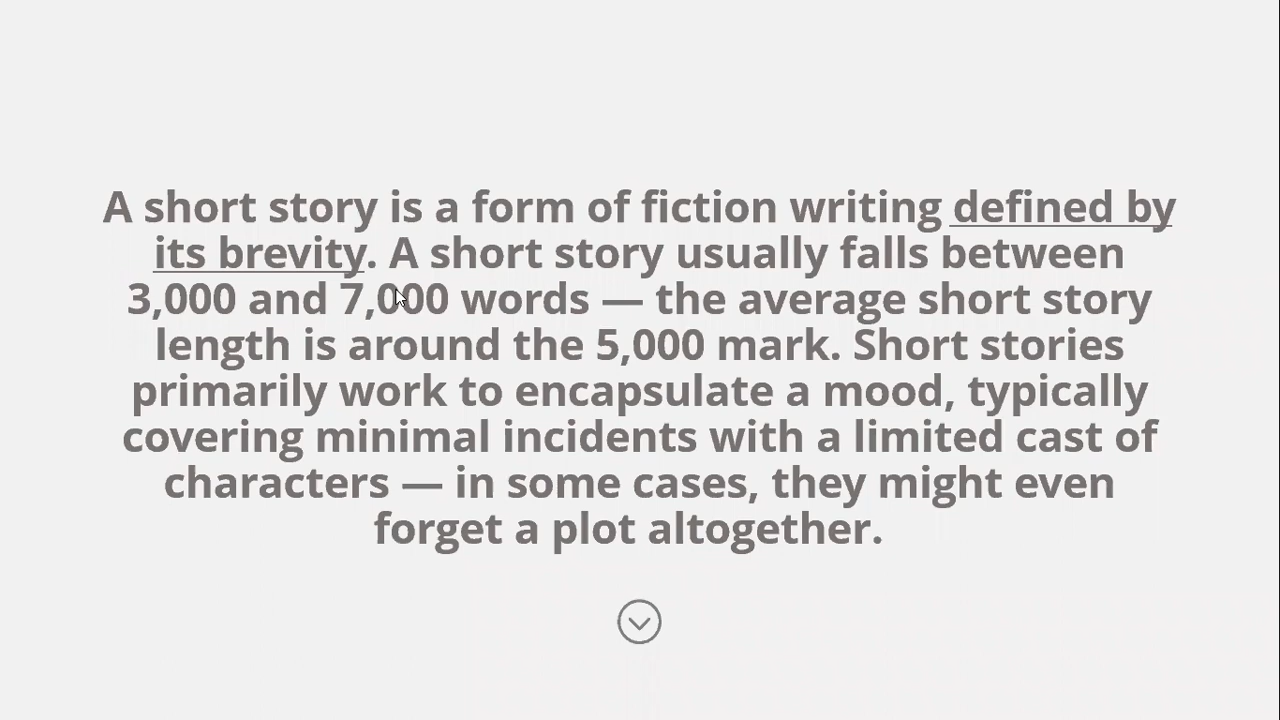 A short story is a form of fiction writing defined by
its brevity. A short story usually falls between
3,000 and 7,000 words — the average short story
length is around the 5,000 mark. Short stories
primarily work to encapsulate a mood, typically
covering minimal incidents with a limited cast of
characters — in some cases, they might even
forget a plot altogether.